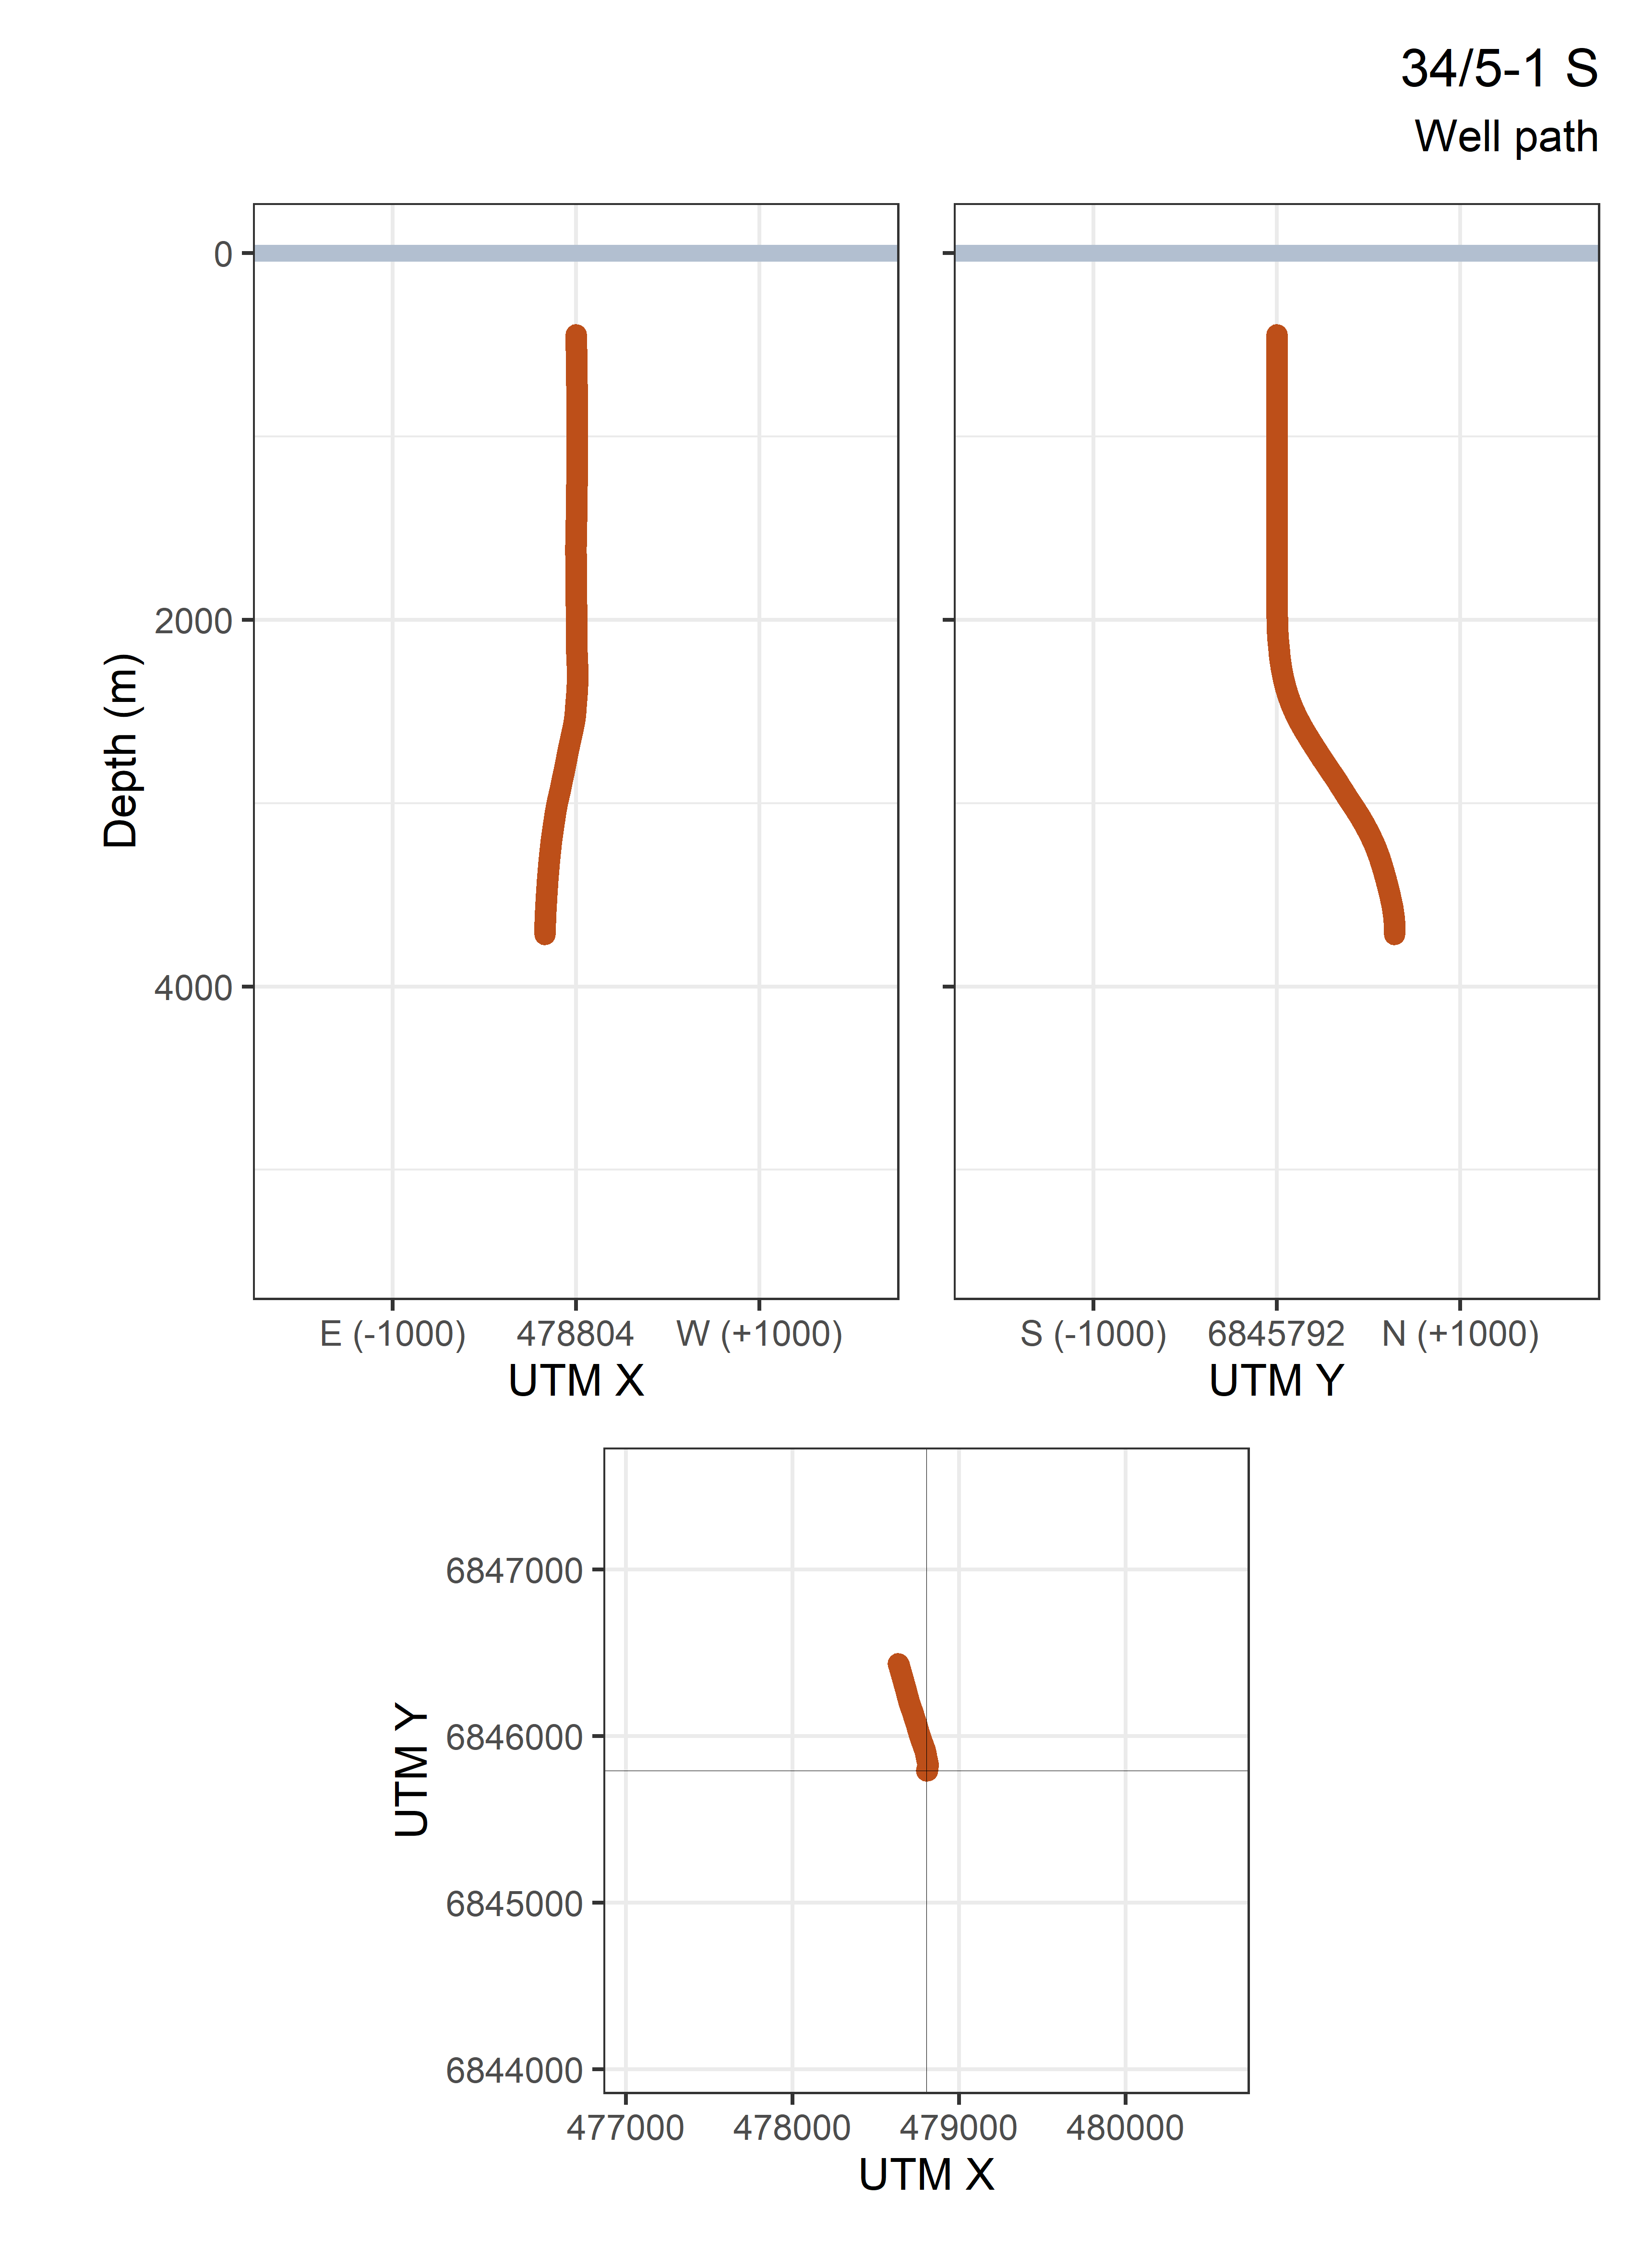 34/5-1 S
Well path
Depth (m)
0
2000
4000
E (-1000) 478804 W (+1000)
UTM X
S (-1000) 6845792 N (+1000)
UTM Y
UTM Y
6847000
6846000
6845000
6844000
477000 478000 479000 480000
UTM X